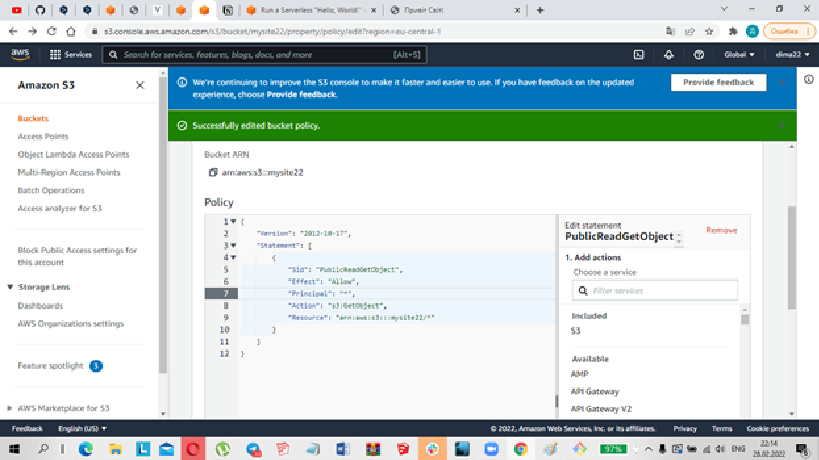 Run a Serverless "Hello, World!"
Привіт Світ!
s3.console.aws.amazon.com/s3/bucket/mysite22/property/policy/edit?region=eu-central-1
Ошибка
aws
Services
Search for services, features, blogs, docs, and more
[Alt+S]
Global
dima22
Amazon S3
Buckets
Access Points
Object Lambda Access Points
Multi-Region Access Points
Batch Operations
Access analyzer for S3
Block Public Access settings for
this account
Storage Lens
Dashboards
AWS Organizations settings
Feature spotlight 3
AWS Marketplace for S3
We're continuing to improve the S3 console to make it faster and easier to use. If you have feedback on the updated
experience, choose Provide feedback.
Provide feedback
Successfully edited bucket policy.
Bucket ARN
arn:aws:s3:::mysite22
Policy
1 {
2 "Version": "2012-10-17",
3 "Statement": [
4 {
5 "Sid": "PublicReadGetObject",
6 "Effect": "Allow",
7 "Principal": "*",
8 "Action": "s3:GetObject",
9 "Resource": "arn:aws:s3:::mysite22/*"
10 }
11 ]
12 }
Edit statement
PublicReadGetObject
Remove
1. Add actions
Choose a service
Filter services
Included
S3
Available
AMP
API Gateway
API Gateway V2
Feedback
English (US)
© 2022, Amazon Web Services, Inc. or its affiliates.
Privacy
Terms
Cookie preferences
97%
ENG
22:14
28.02.2022